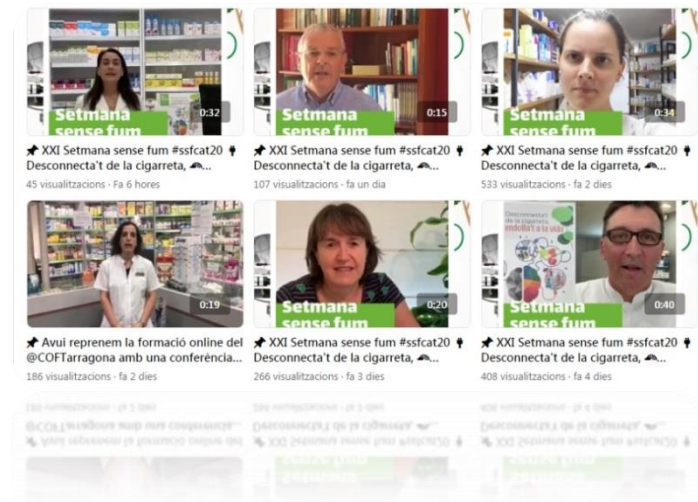 Setmana
sense fum
0:32
Setmana
sense fum
0:15
Setmana
sense fum
0:34
📌 XXI Setmana sense fum #ssfcat20
Desconnecta't de la cigarreta, ...
45 visualitzacions · Fa 6 hores
📌 XXI Setmana sense fum #ssfcat20
Desconnecta't de la cigarreta, ...
107 visualitzacions · fa un dia
📌 XXI Setmana sense fum #ssfcat20
Desconnecta't de la cigarreta, ...
533 visualitzacions · fa 2 dies
0:19
Setmana
sense fum
0:20
Desconnecta't
de la cigarreta,
endolla't a la vida
Setmana
sense fum
0:40
📌 Avui reprenem la formació online del
@COFTarragona amb una conferència...
186 visualitzacions · fa 2 dies
📌 XXI Setmana sense fum #ssfcat20
Desconnecta't de la cigarreta, ...
266 visualitzacions · fa 3 dies
📌 XXI Setmana sense fum #ssfcat20
Desconnecta't de la cigarreta, ...
408 visualitzacions · fa 4 dies